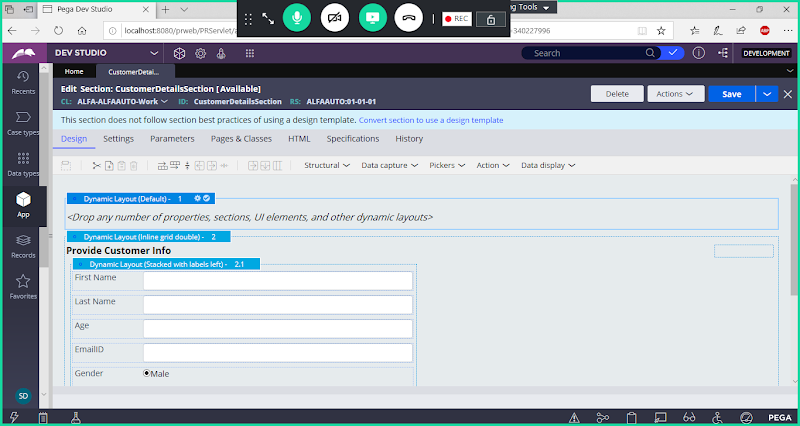 Pega Dev Studio
ng Tools
REC
localhost:8080/prweb/PRServlet/
-340227996
ABP
DEV STUDIO
Search
DEVELOPMENT
Home
CustomerDetai...
Recents
Edit Section: CustomerDetailsSection [Available]
CL: ALFA-ALFAAUTO-Work ID: CustomerDetailsSection RS: ALFAAUTO:01-01-01
Delete
Actions
Save
This section does not follow section best practices of using a design template. Convert section to use a design template
Case types
Design Settings Parameters Pages & Classes HTML Specifications History
Data types
Structural Data capture Pickers Action Data display
App
Dynamic Layout (Default) - 1
<Drop any number of properties, sections, UI elements, and other dynamic layouts>
Records
Dynamic Layout (Inline grid double) - 2
Provide Customer Info
Dynamic Layout (Stacked with labels left) - 2.1
Favorites
First Name
Last Name
Age
EmailID
Gender Male
SD
PEGA